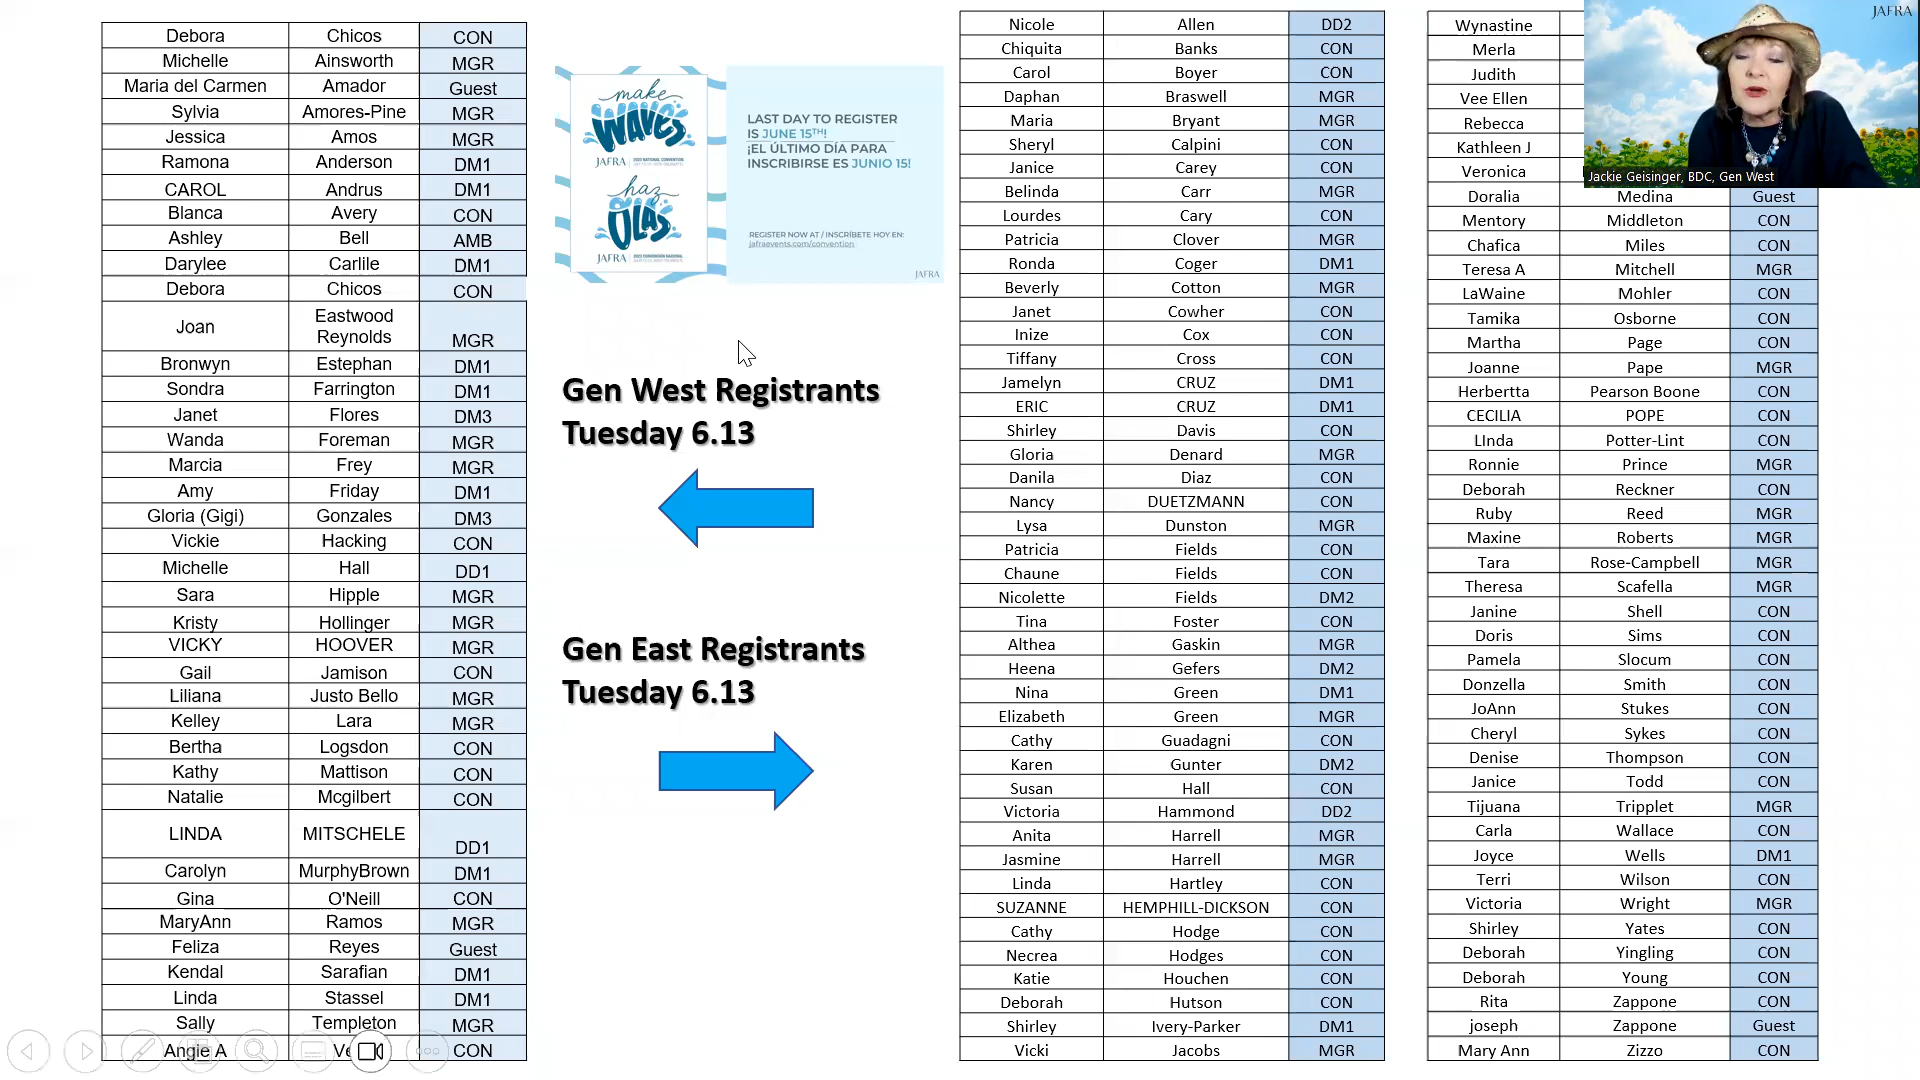 Debora Chicos CON
Michelle Ainsworth MGR
Maria del Carmen Amador Guest
Sylvia Amores-Pine MGR
Jessica Amos MGR
Ramona Anderson DM1
CAROL Andrus DM1
Blanca Avery CON
Ashley Bell AMB
Darylee Carlile DM1
Debora Chicos CON
Joan Eastwood Reynolds MGR
Bronwyn Estephan DM1
Sondra Farrington DM1
Janet Flores DM3
Wanda Foreman MGR
Marcia Frey MGR
Amy Friday DM1
Gloria (Gigi) Gonzales DM3
Vickie Hacking CON
Michelle Hall DD1
Sara Hipple MGR
Kristy Hollinger MGR
VICKY HOOVER MGR
Gail Jamison CON
Liliana Justo Bello MGR
Kelley Lara MGR
Bertha Logsdon CON
Kathy Mattison CON
Natalie Mcgilbert CON
LINDA MITSCHELE DD1
Carolyn MurphyBrown DM1
Gina O'Neill CON
MaryAnn Ramos MGR
Feliza Reyes Guest
Kendal Sarafian DM1
Linda Stassel DM1
Sally Templeton MGR
Angie A CON
make
WAVES
JAFRA
haz
OLAS
JAFRA
LAST DAY TO REGISTER
IS JUNE 15TH!
¡EL ÚLTIMO DÍA PARA
INSCRIBIRSE ES JUNIO 15!
REGISTER NOW AT / INSCRÍBETE HOY EN:
jafraevents.com/convention
JAFRA
Gen West Registrants
Tuesday 6.13
Gen East Registrants
Tuesday 6.13
Nicole Allen DD2
Chiquita Banks CON
Carol Boyer CON
Daphan Braswell MGR
Maria Bryant MGR
Sheryl Calpini CON
Janice Carey CON
Belinda Carr MGR
Lourdes Cary CON
Patricia Clover MGR
Ronda Coger DM1
Beverly Cotton MGR
Janet Cowher CON
Inize Cox CON
Tiffany Cross CON
Jamelyn CRUZ DM1
ERIC CRUZ DM1
Shirley Davis CON
Gloria Denard MGR
Danila Diaz CON
Nancy DUETZMANN CON
Lysa Dunston MGR
Patricia Fields CON
Chaune Fields CON
Nicolette Fields DM2
Tina Foster CON
Althea Gaskin MGR
Heena Gefers DM2
Nina Green DM1
Elizabeth Green MGR
Cathy Guadagni CON
Karen Gunter DM2
Susan Hall CON
Victoria Hammond DD2
Anita Harrell MGR
Jasmine Harrell MGR
Linda Hartley CON
SUZANNE HEMPHILL-DICKSON CON
Cathy Hodge CON
Necrea Hodges CON
Katie Houchen CON
Deborah Hutson CON
Shirley Ivery-Parker DM1
Vicki Jacobs MGR
Wynastine
Merla
Judith
Vee Ellen
Rebecca
Kathleen J
Veronica
Doralia Medina Guest
Mentory Middleton CON
Chafica Miles CON
Teresa A Mitchell MGR
LaWaine Mohler CON
Tamika Osborne CON
Martha Page CON
Joanne Pape MGR
Herbertta Pearson Boone CON
CECILIA POPE CON
LInda Potter-Lint CON
Ronnie Prince MGR
Deborah Reckner CON
Ruby Reed MGR
Maxine Roberts MGR
Tara Rose-Campbell MGR
Theresa Scafella MGR
Janine Shell CON
Doris Sims CON
Pamela Slocum CON
Donzella Smith CON
JoAnn Stukes CON
Cheryl Sykes CON
Denise Thompson CON
Janice Todd CON
Tijuana Tripplet MGR
Carla Wallace CON
Joyce Wells DM1
Terri Wilson CON
Victoria Wright MGR
Shirley Yates CON
Deborah Yingling CON
Deborah Young CON
Rita Zappone CON
joseph Zappone Guest
Mary Ann Zizzo CON
JAFRA
Jackie Geisinger, BDC, Gen West